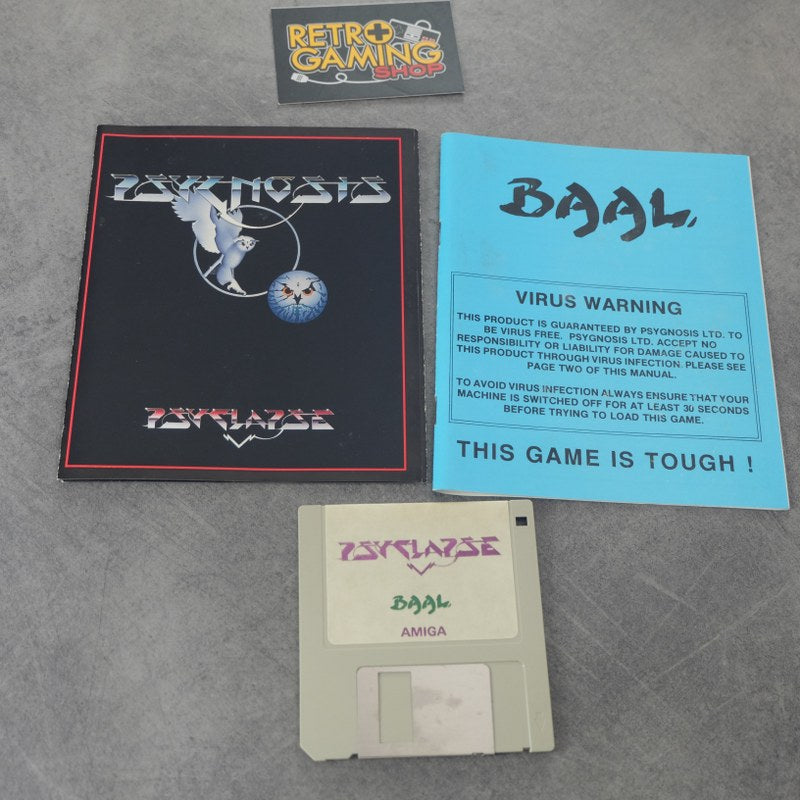 RETRO
GAMING
SHOP
PSYGNOSIS
PSYCLAPSE
BAAL
VIRUS WARNING
THIS PRODUCT IS GUARANTEED BY PSYGNOSIS LTD. TO
BE VIRUS FREE. PSYGNOSIS LTD. ACCEPT NO
RESPONSIBILITY OR LIABILITY FOR DAMAGE CAUSED TO
THIS PRODUCT THROUGH VIRUS INFECTION. PLEASE SEE
PAGE TWO OF THIS MANUAL.
TO AVOID VIRUS INFECTION ALWAYS ENSURE THAT YOUR
MACHINE IS SWITCHED OFF FOR AT LEAST 30 SECONDS
BEFORE TRYING TO LOAD THIS GAME.
THIS GAME IS TOUGH !
PSYCLAPSE
BAAL
AMIGA